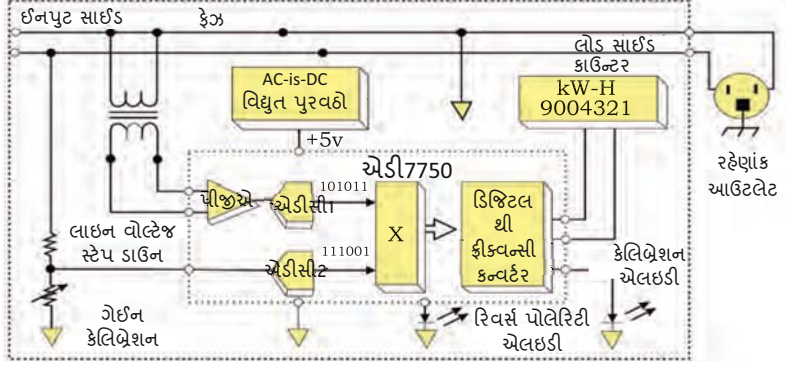 ઈનપુટ સાઈડ
ફેઝ
લોડ સાઈડ
કાઉન્ટર
kW-H
9004321
AC-is-DC
વિદ્યુત પુરવઠો
+5v
એડી7750
પીજીએ
એડીસી1
101011
X
ડિજિટલ
થી
ફ્રીક્વન્સી
કન્વર્ટર
એડીસી2
111001
લાઇન વોલ્ટેજ
સ્ટેપ ડાઉન
ગેઈન
કેલિબ્રેશન
રિવર્સ પોલેરિટી
એલઇડી
કેલિબ્રેશન
એલઇડી
રહેણાંક
આઉટલેટ